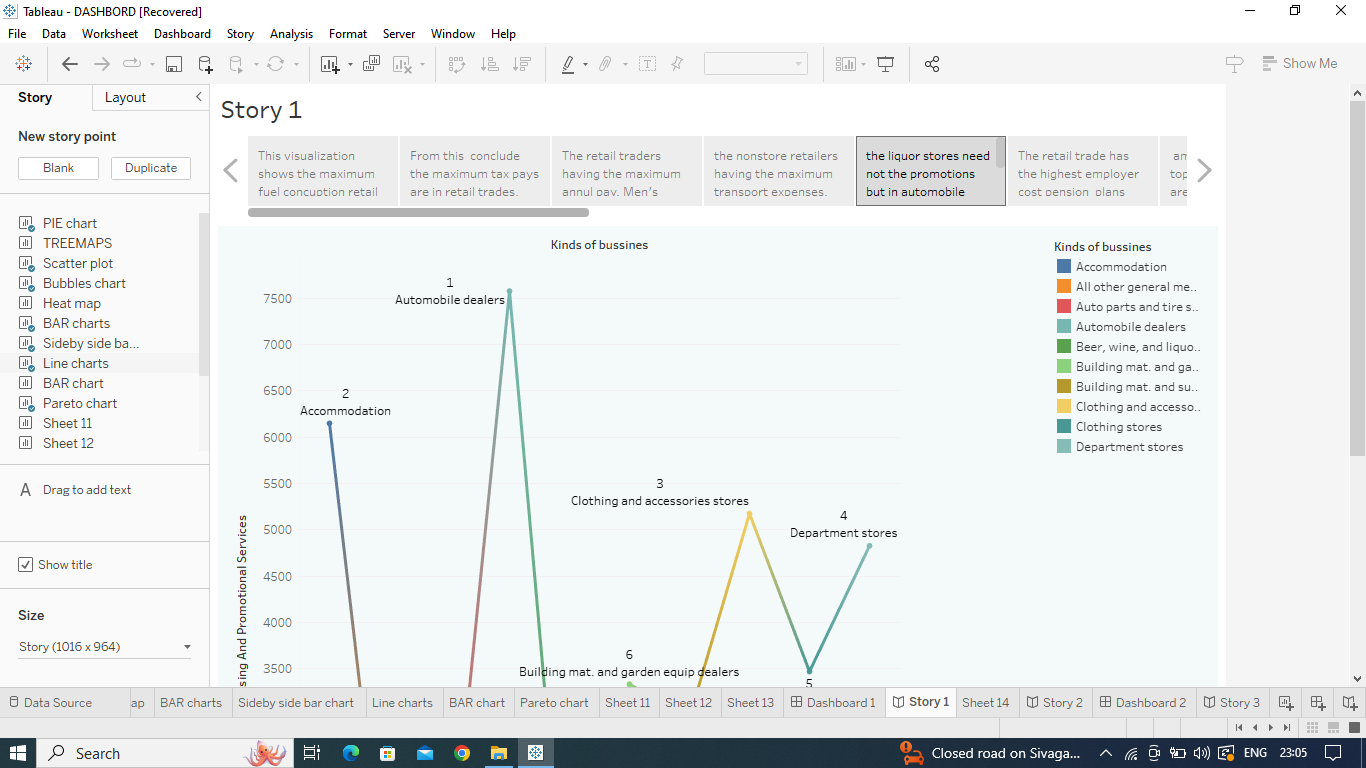 Tableau - DASHBORD [Recovered]
File Data Worksheet Dashboard Story Analysis Format Server Window Help
Show Me
Story Layout
New story point
Blank Duplicate
PIE chart
TREEMAPS
Scatter plot
Bubbles chart
Heat map
BAR charts
Sideby side ba...
Line charts
BAR chart
Pareto chart
Sheet 11
Sheet 12
A Drag to add text
Show title
Size
Story (1016 x 964)
Story 1
This visualization
shows the maximum
fuel concuption retail
From this conclude
the maximum tax pays
are in retail trades.
The retail traders
having the maximum
annul pay. Men's
the nonstore retailers
having the maximum
transport expenses.
the liquor stores need
not the promotions
but in automobile
The retail trade has
the highest employer
cost pension plans
am
top
are
Kinds of bussines
7500
7000
6500
6000
5500
5000
4500
4000
3500
sing And Promotional Services
1
Automobile dealers
2
Accommodation
3
Clothing and accessories stores
4
Department stores
6
Building mat. and garden equip dealers
5
Kinds of bussines
Accommodation
All other general me..
Auto parts and tire s..
Automobile dealers
Beer, wine, and liquo..
Building mat. and ga..
Building mat. and su..
Clothing and accesso..
Clothing stores
Department stores
Data Source ap BAR charts Sideby side bar chart Line charts BAR chart Pareto chart Sheet 11 Sheet 12 Sheet 13 Dashboard 1 Story 1 Sheet 14 Story 2 Dashboard 2 Story 3
Search
Closed road on Sivaga... ENG 23:05